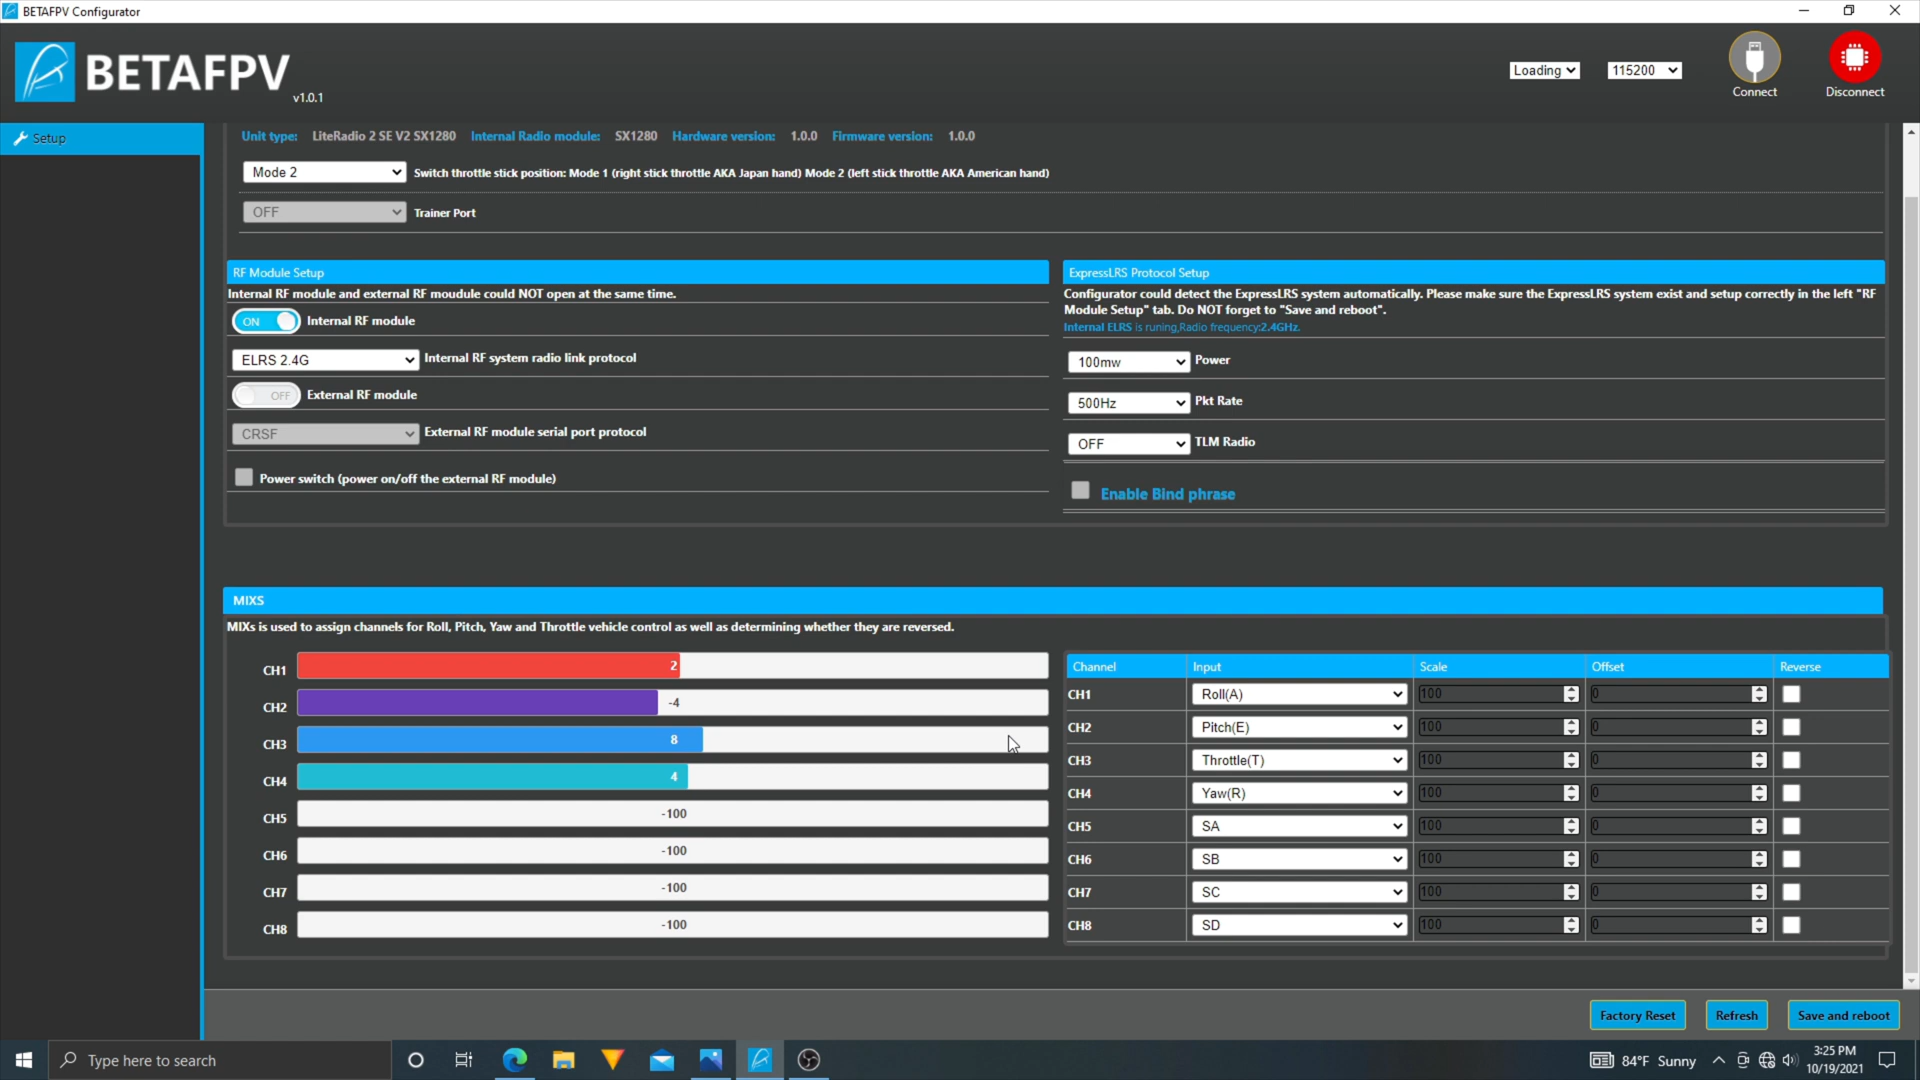 BETAFPV Configurator
BETAFPV
v1.0.1
Loading
115200
Connect
Disconnect
Setup
Unit type: LiteRadio 2 SE V2 SX1280 Internal Radio module: SX1280 Hardware version: 1.0.0 Firmware version: 1.0.0
Mode 2 Switch throttle stick position: Mode 1 (right stick throttle AKA Japan hand) Mode 2 (left stick throttle AKA American hand)
OFF Trainer Port
RF Module Setup
Internal RF module and external RF moudule could NOT open at the same time.
ON Internal RF module
ELRS 2.4G Internal RF system radio link protocol
OFF External RF module
CRSF External RF module serial port protocol
Power switch (power on/off the external RF module)
ExpressLRS Protocol Setup
Configurator could detect the ExpressLRS system automatically. Please make sure the ExpressLRS system exist and setup correctly in the left "RF
Module Setup" tab. Do NOT forget to "Save and reboot".
Internal ELRS is runing,Radio frequency:2.4GHz.
100mw Power
500Hz Pkt Rate
OFF TLM Radio
Enable Bind phrase
MIXS
MIXs is used to assign channels for Roll, Pitch, Yaw and Throttle vehicle control as well as determining whether they are reversed.
CH1 2
CH2 -4
CH3 8
CH4 4
CH5 -100
CH6 -100
CH7 -100
CH8 -100
Channel Input Scale Offset Reverse
CH1 Roll(A) 100 0
CH2 Pitch(E) 100 0
CH3 Throttle(T) 100 0
CH4 Yaw(R) 100 0
CH5 SA 100 0
CH6 SB 100 0
CH7 SC 100 0
CH8 SD 100 0
Factory Reset
Refresh
Save and reboot
Type here to search
84°F Sunny
3:25 PM
10/19/2021